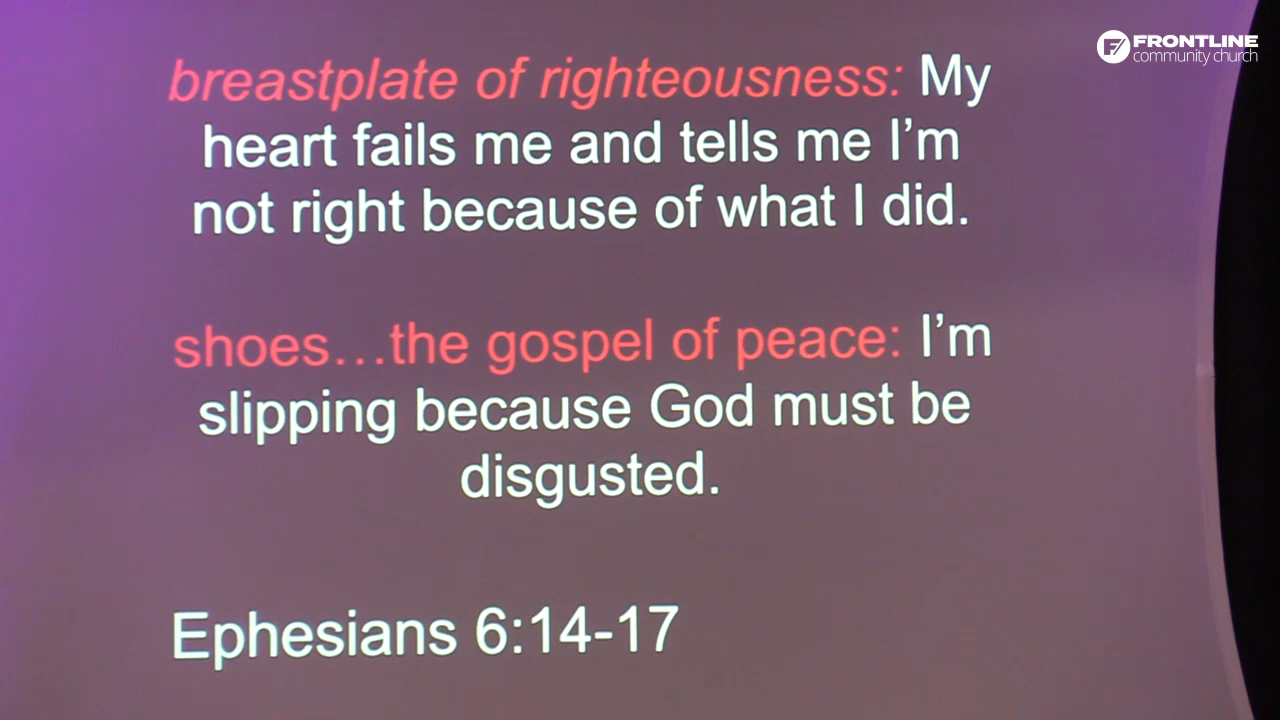 FRONTLINE
community church
breastplate of righteousness: My
heart fails me and tells me I’m
not right because of what I did.
shoes…the gospel of peace: I’m
slipping because God must be
disgusted.
Ephesians 6:14-17